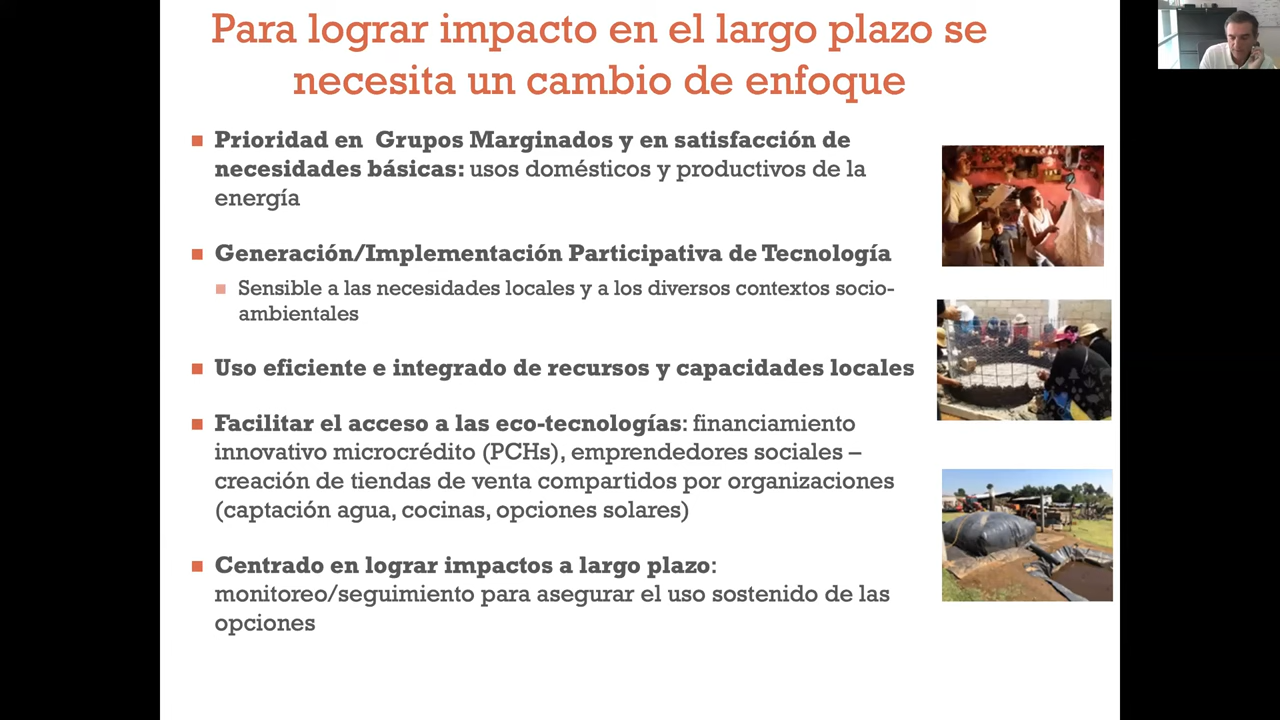 Para lograr impacto en el largo plazo se
necesita un cambio de enfoque
Prioridad en Grupos Marginados y en satisfacción de
necesidades básicas: usos domésticos y productivos de la
energía
Generación/Implementación Participativa de Tecnología
Sensible a las necesidades locales y a los diversos contextos socio-
ambientales
Uso eficiente e integrado de recursos y capacidades locales
Facilitar el acceso a las eco-tecnologías: financiamiento
innovativo microcrédito (PCHs), emprendedores sociales –
creación de tiendas de venta compartidos por organizaciones
(captación agua, cocinas, opciones solares)
Centrado en lograr impactos a largo plazo:
monitoreo/seguimiento para asegurar el uso sostenido de las
opciones